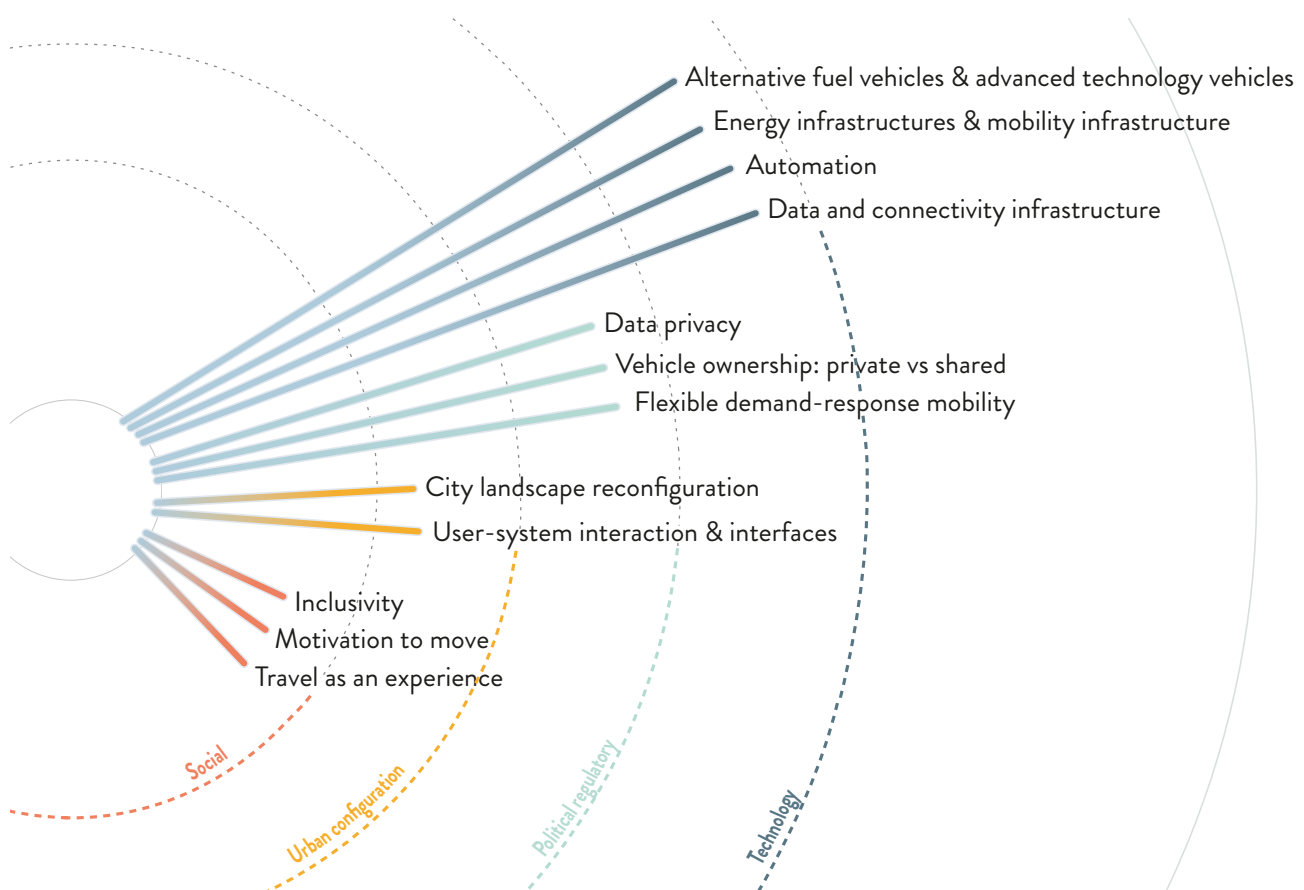 Alternative fuel vehicles & advanced technology vehicles
Energy infrastructures & mobility infrastructure
Automation
Data and connectivity infrastructure
Data privacy
Vehicle ownership: private vs shared
Flexible demand-response mobility
City landscape reconfiguration
User-system interaction & interfaces
Inclusivity
Motivation to move
Travel as an experience
Social
Urban configuration
Political regulatory
Technology